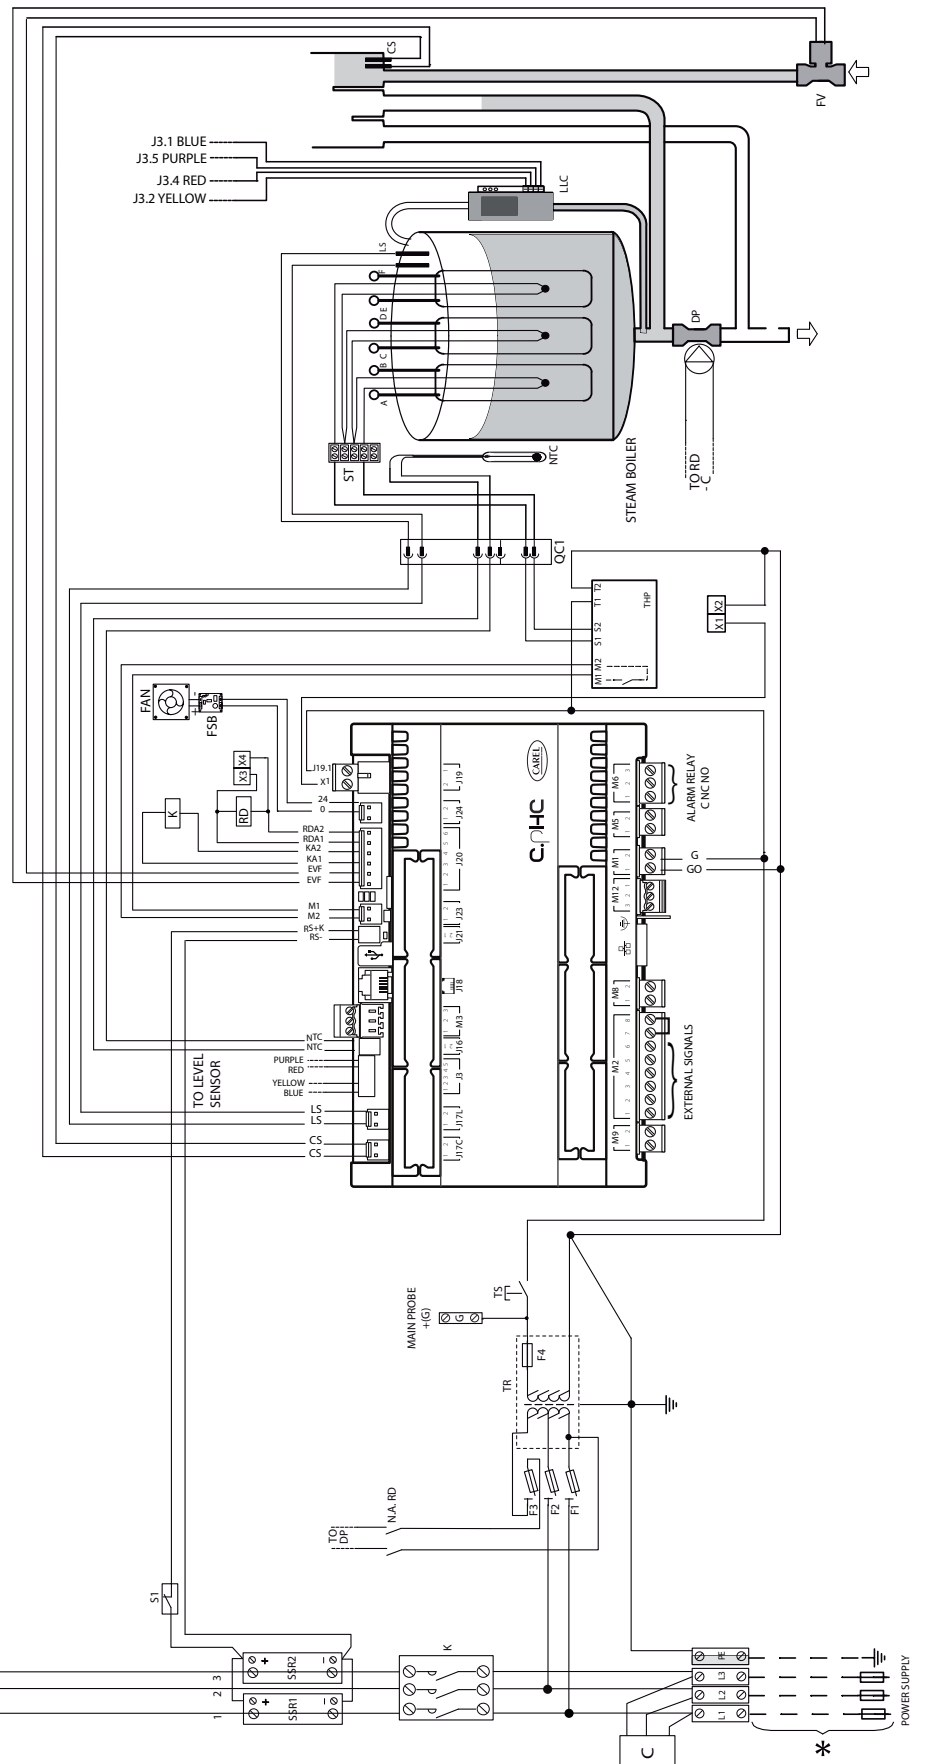 CS
FV
J3.1 BLUE
J3.5 PURPLE
J3.4 RED
J3.2 YELLOW
LLC
LS
F
D E
B C
A
DP
ST
NTC
STEAM BOILER
TO RD
- C
QC1
T2
T1
S2
S1
M2
M1
THP
X2
X1
FAN
- +
FSB
X4
X3
K
RD
J19.1
X1
24
0
RDA2
RDA1
KA2
KA1
EVF
EVF
M1
M2
RS+K
RS-
NTC
NTC
PURPLE
RED
YELLOW
BLUE
LS
LS
CS
CS
TO LEVEL
SENSOR
J19
J24
J20
J23
J21
J18
M3
J16
J3
J17L
J17C
CAREL
M6
M5
M1
M12
M8
M2
M9
ALARM RELAY
C NC NO
G
GO
EXTERNAL SIGNALS
MAIN PROBE
+(G)
G
TS
TR
F4
F3
F2
F1
N.A. RD
TO
DP
S1
3
2
1
+ SSR2 -
+ SSR1 -
K
PE
L3
L2
L1
C
POWER SUPPLY
*